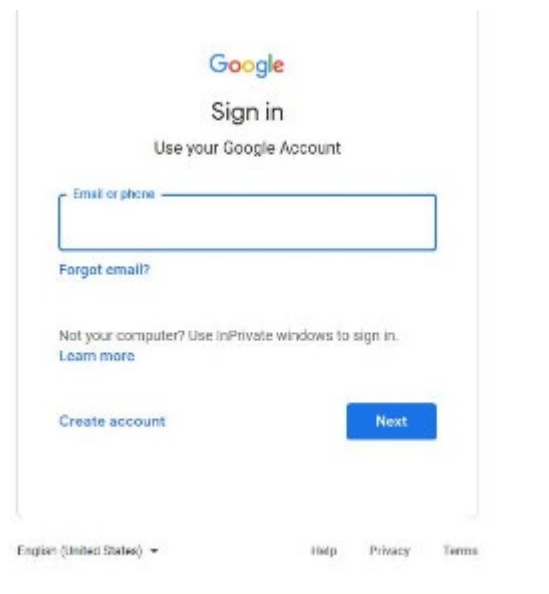 Google
Sign in
Use your Google Account
Email or phone
Forgot email?
Not your computer? Use InPrivate windows to sign in.
Learn more
Create account
Next
English (United States)
Help Privacy Terms